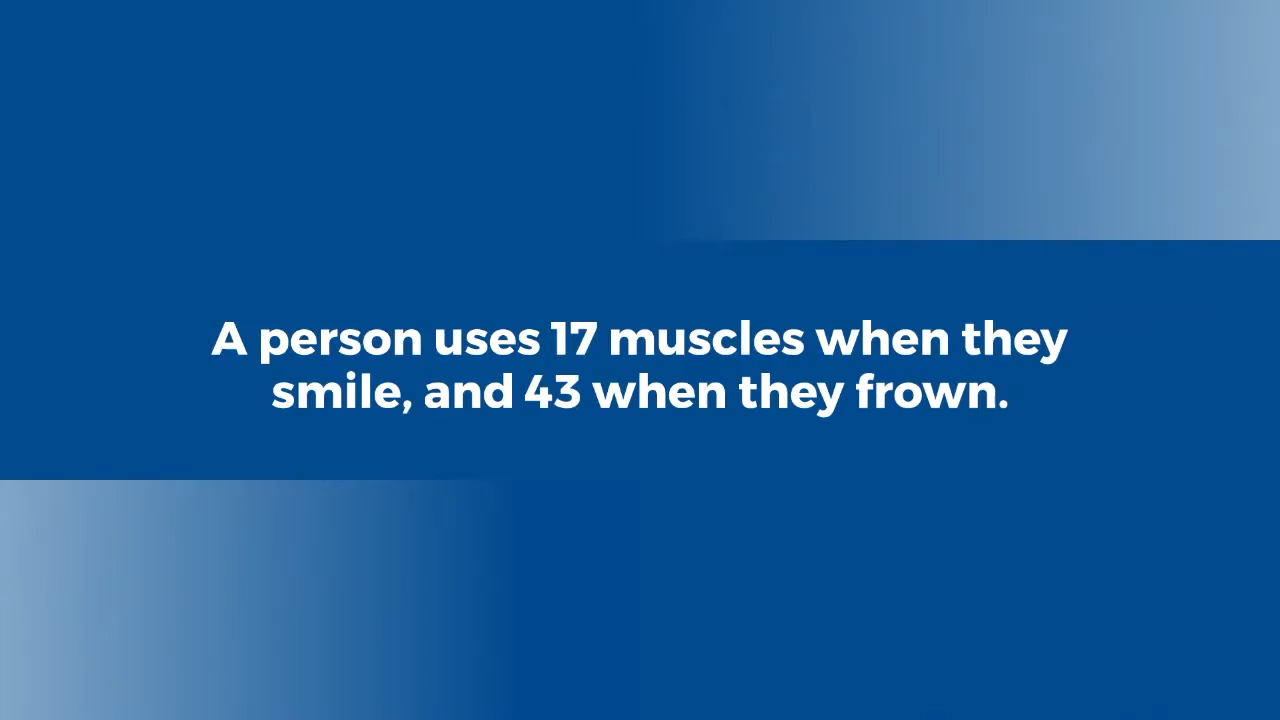 A person uses 17 muscles when they
smile, and 43 when they frown.